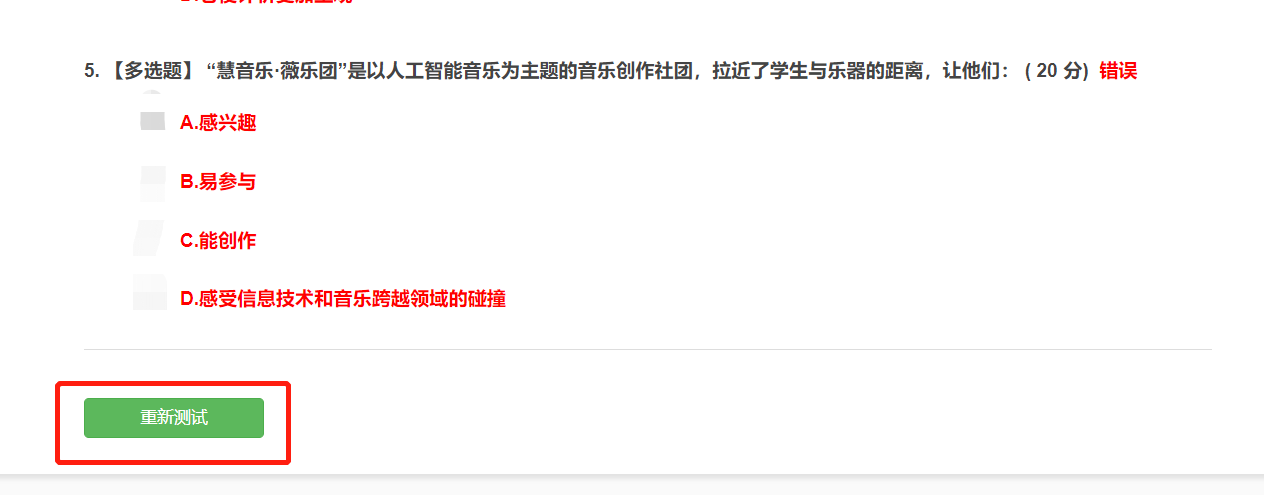 5. 【多选题】 “慧音乐·薇乐团”是以人工智能音乐为主题的音乐创作社团，拉近了学生与乐器的距离，让他们： ( 20 分) 错误
A.感兴趣
B.易参与
C.能创作
D.感受信息技术和音乐跨越领域的碰撞
重新测试